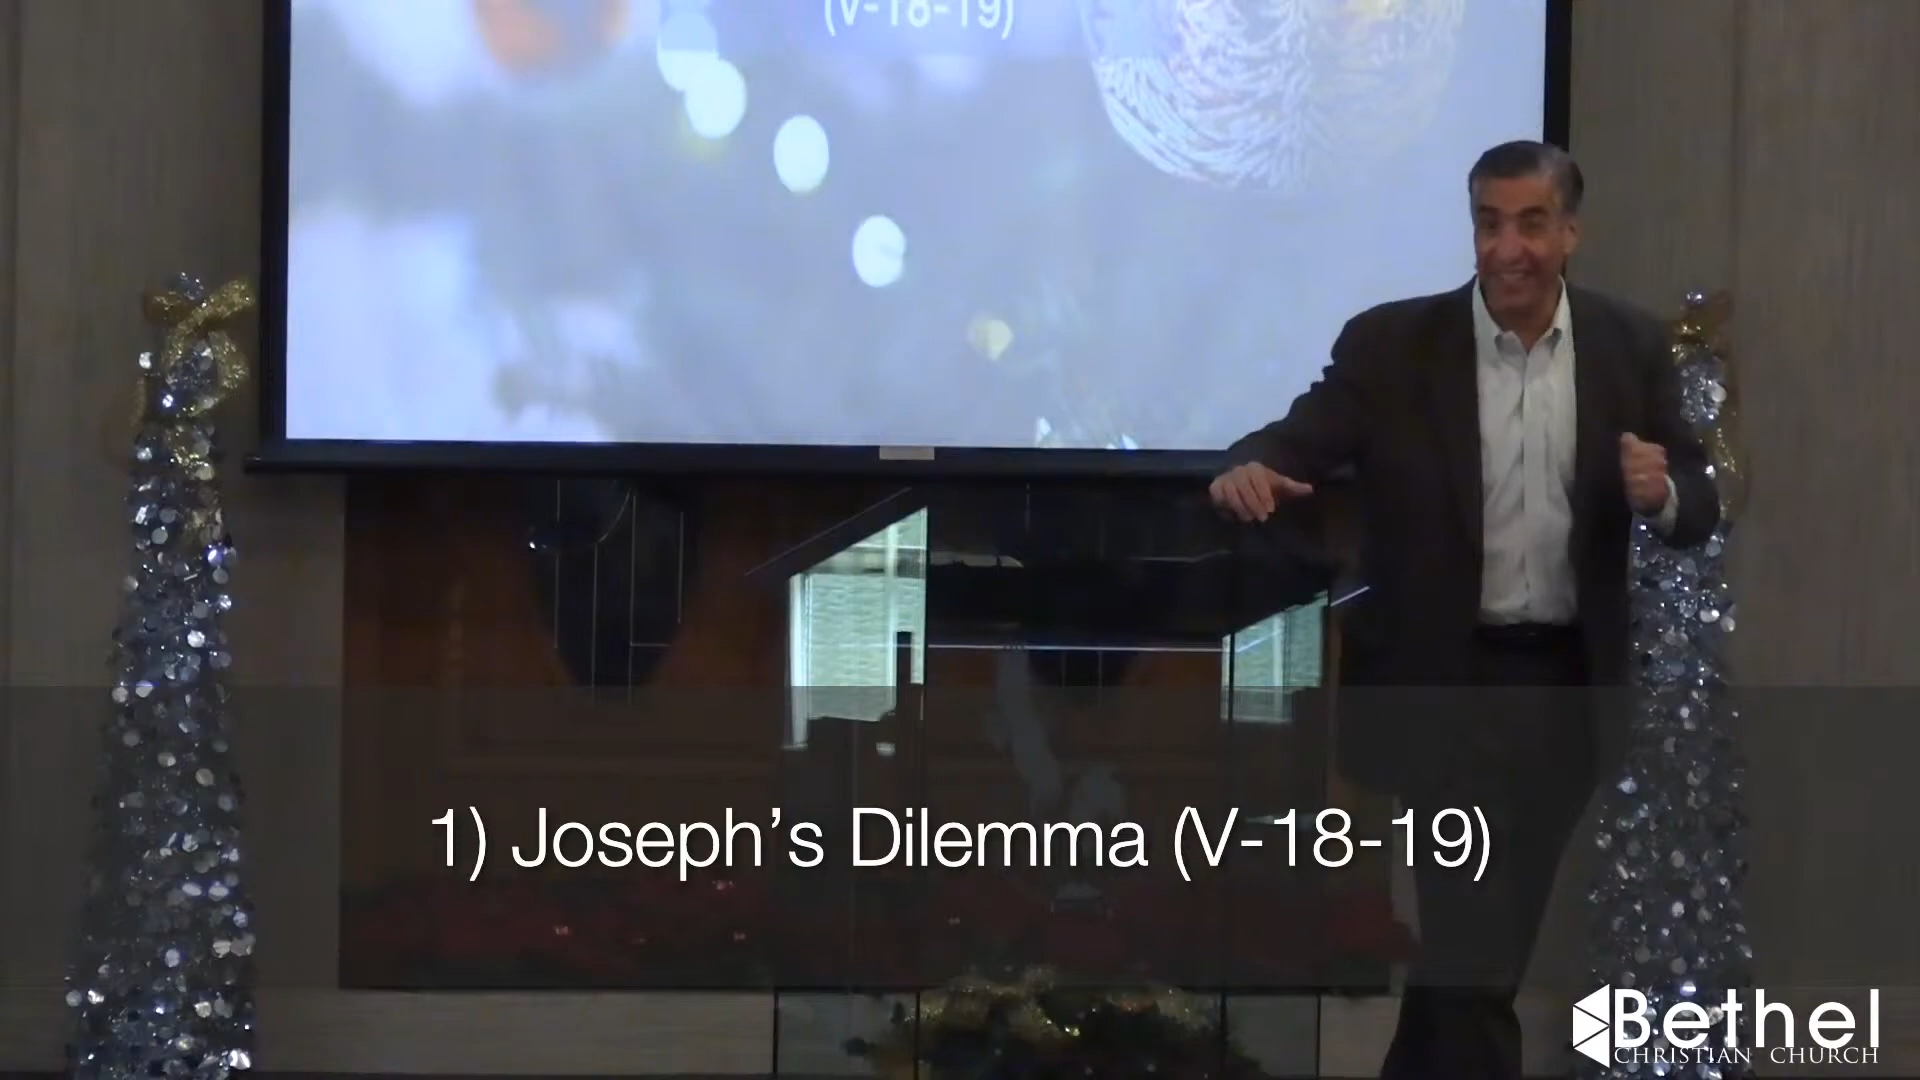 (V-18-19)
1) Joseph’s Dilemma (V-18-19)
Bethel
CHRISTIAN CHURCH